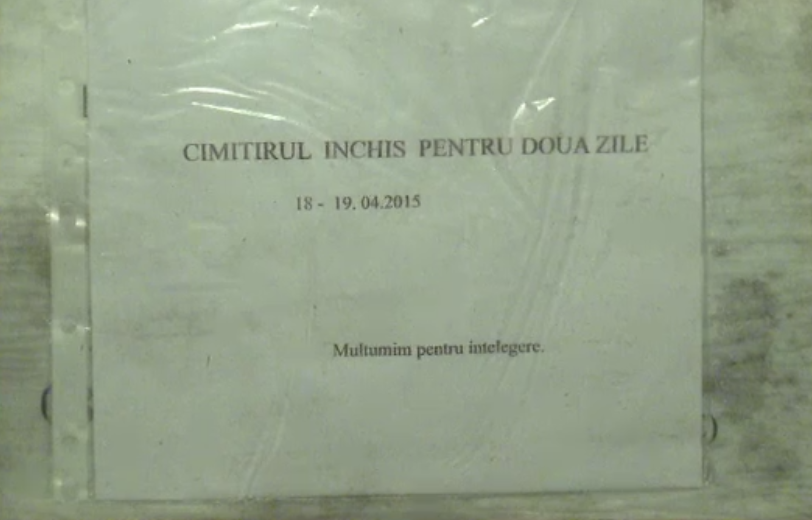 CIMITIRUL INCHIS PENTRU DOUA ZILE
18 - 19. 04.2015
Multumim pentru intelegere.